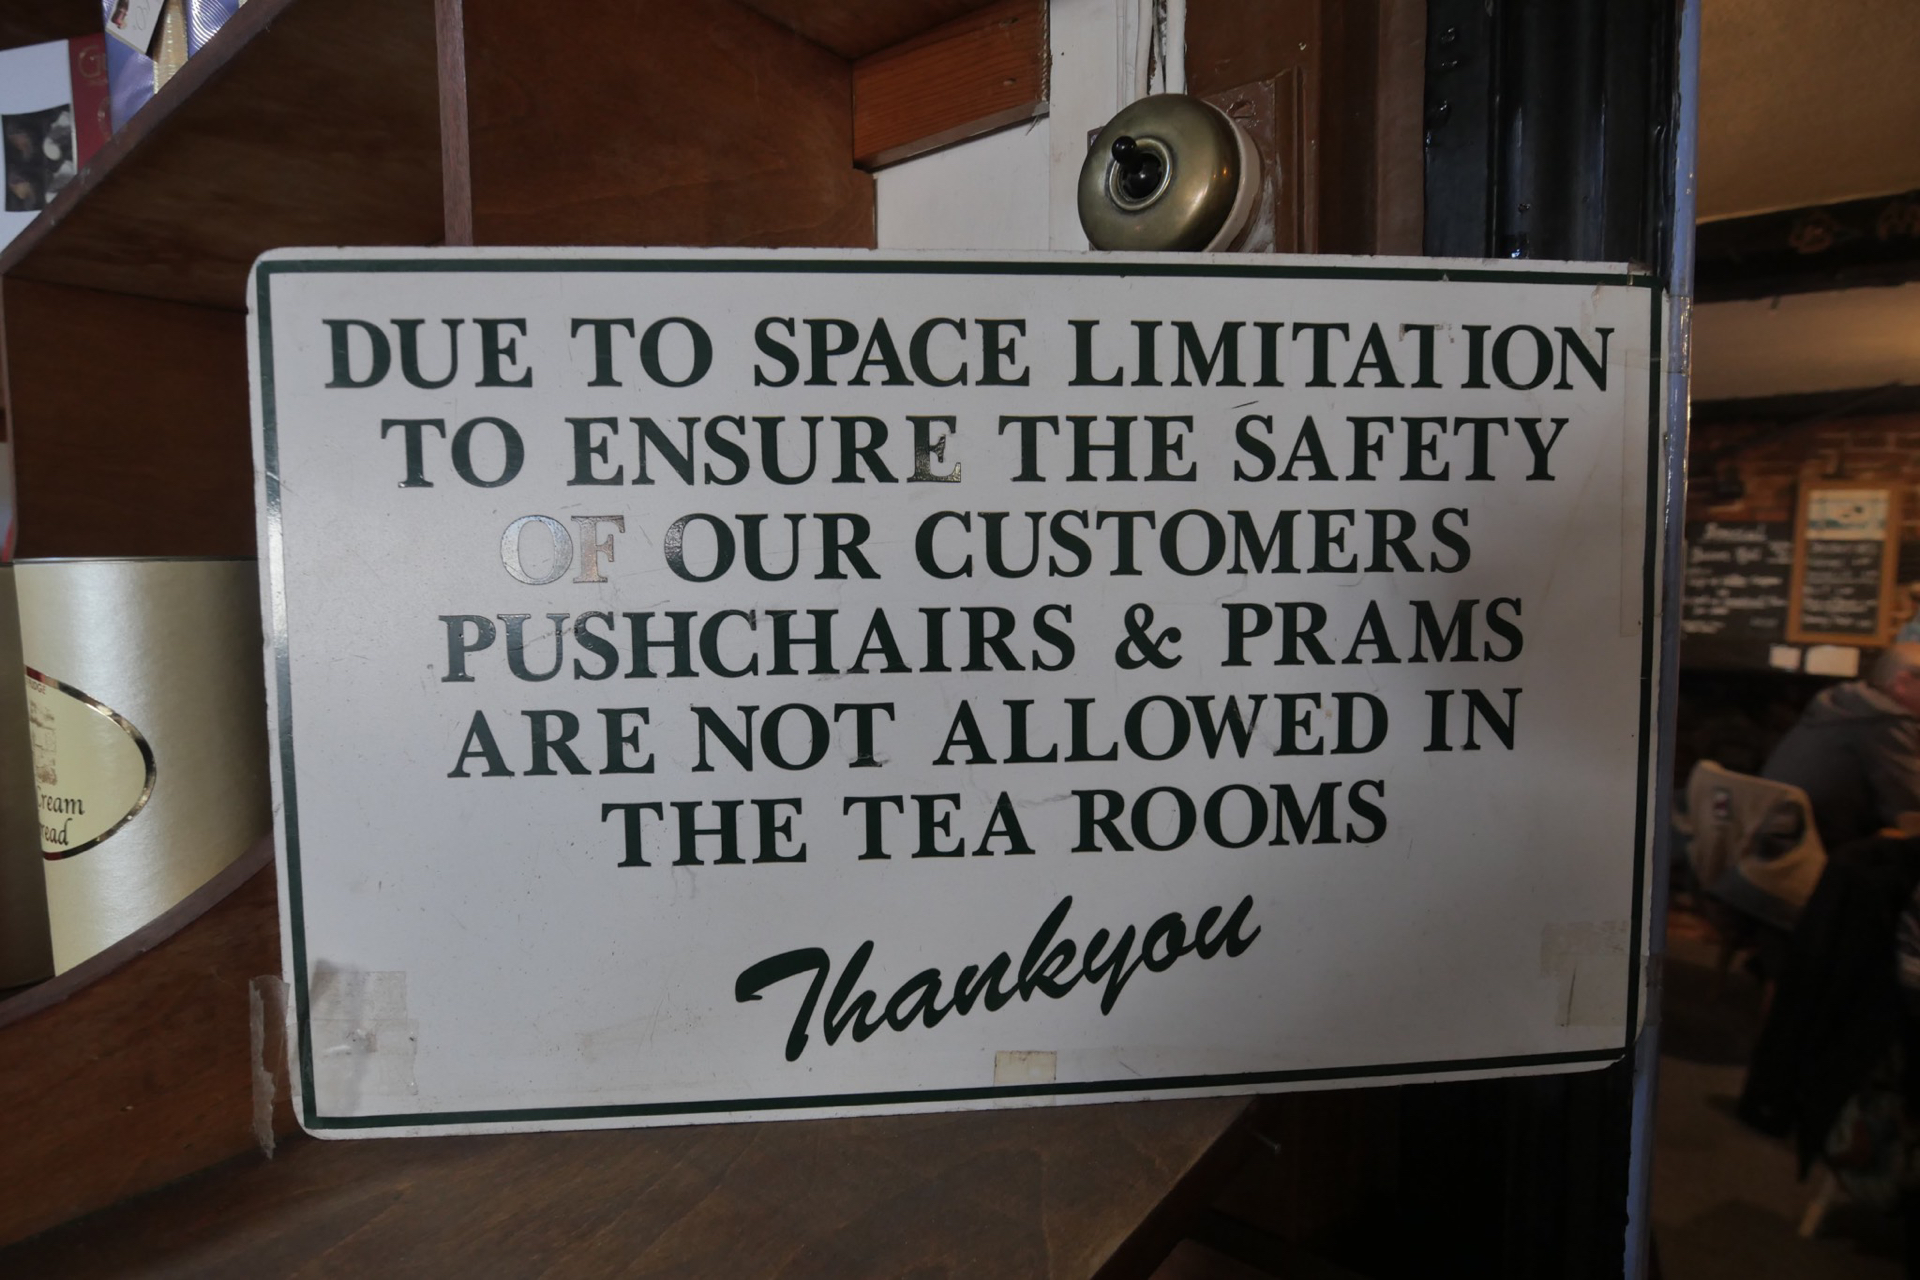 DUE TO SPACE LIMITATION
TO ENSURE THE SAFETY
OF OUR CUSTOMERS
PUSHCHAIRS & PRAMS
ARE NOT ALLOWED IN
THE TEA ROOMS
Thankyou